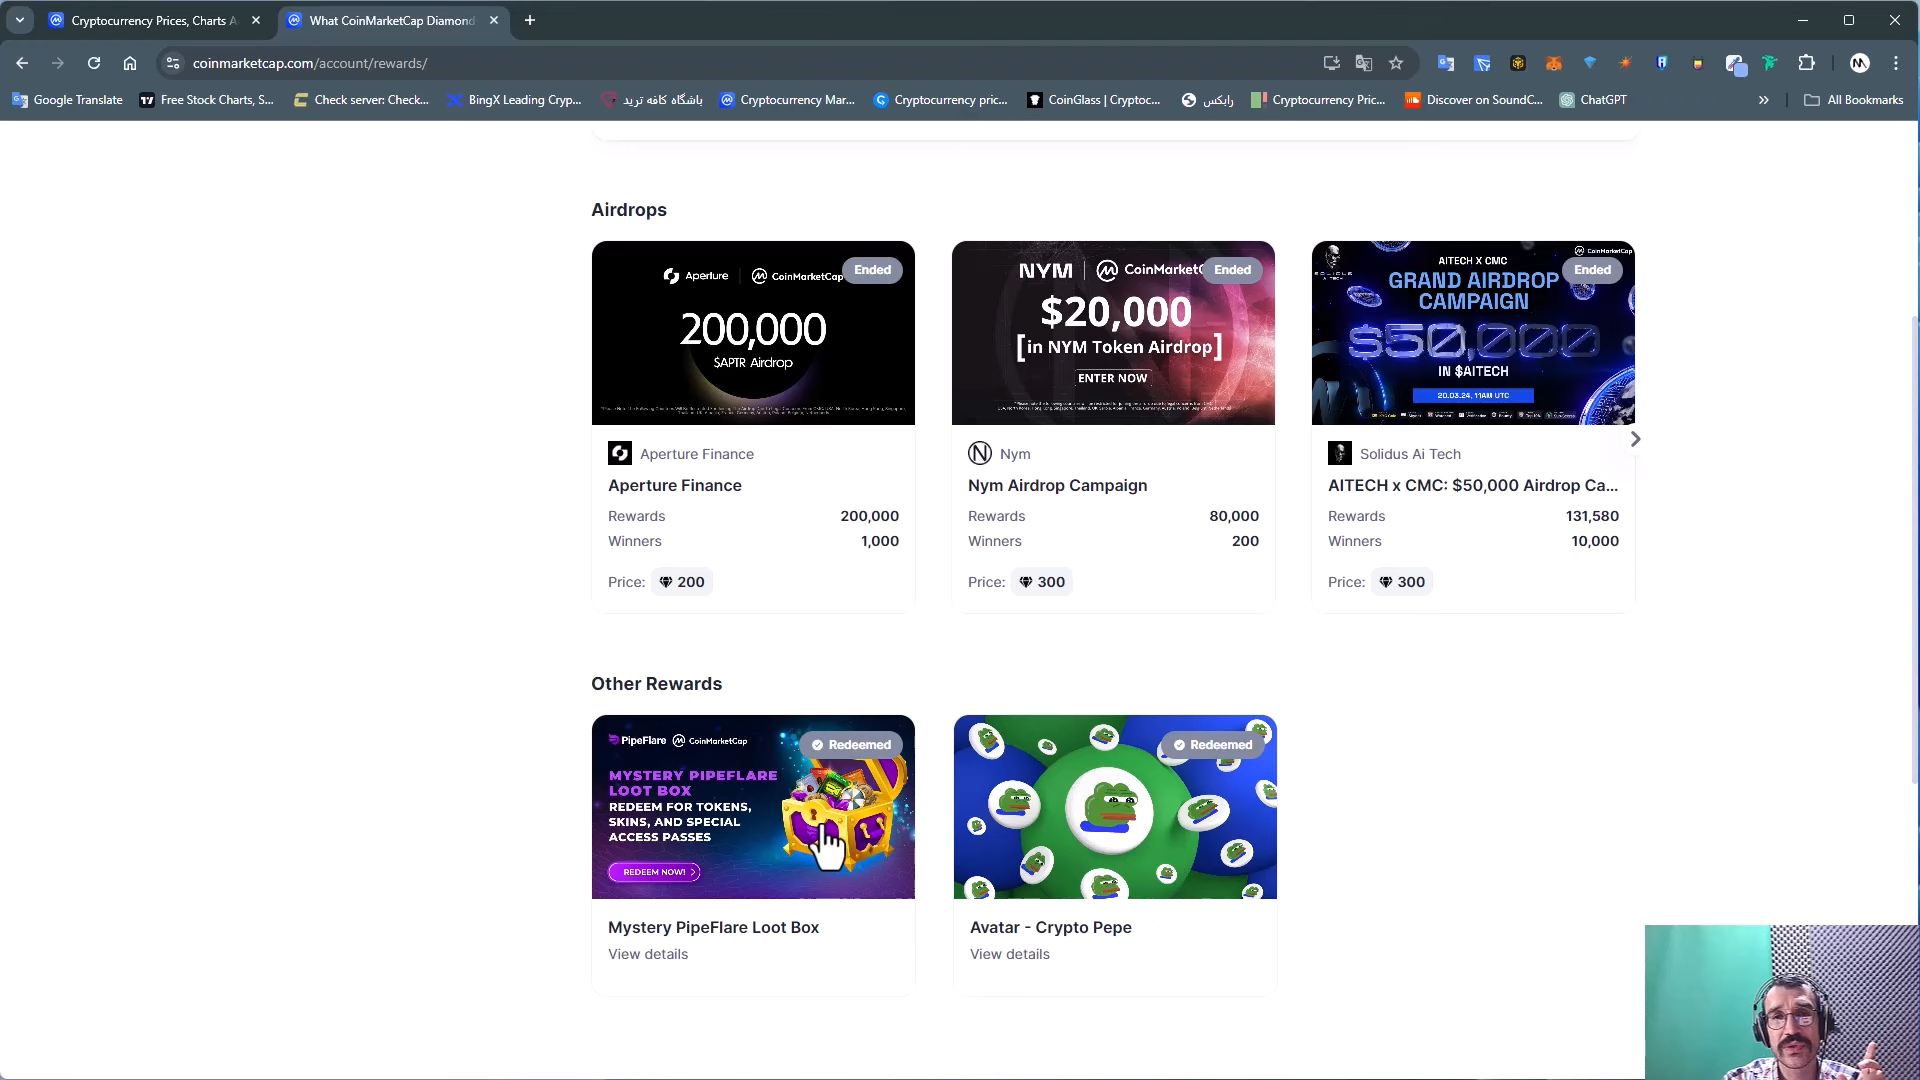 Cryptocurrency Prices, Charts A
What CoinMarketCap Diamond
coinmarketcap.com/account/rewards/
Google Translate
Free Stock Charts, S...
Check server: Check...
BingX Leading Cryp...
باشگاه کافه ترید
Cryptocurrency Mar...
Cryptocurrency pric...
CoinGlass | Cryptoc...
رابکس
Cryptocurrency Pric...
Discover on SoundC...
ChatGPT
All Bookmarks
Airdrops
Aperture
CoinMarketCap
Ended
200,000
$APTR Airdrop
NYM
CoinMarketC
Ended
$20,000
[in NYM Token Airdrop]
ENTER NOW
CoinMarketCap
AITECH X CMC
Ended
GRAND AIRDROP
CAMPAIGN
$50,000
IN $AITECH
20.03.24, 11AM UTC
Aperture Finance
Nym
Solidus Ai Tech
Aperture Finance
Nym Airdrop Campaign
AITECH x CMC: $50,000 Airdrop Ca...
Rewards 200,000
Rewards 80,000
Rewards 131,580
Winners 1,000
Winners 200
Winners 10,000
Price: 200
Price: 300
Price: 300
Other Rewards
PipeFlare
CoinMarketCap
Redeemed
MYSTERY PIPEFLARE
LOOT BOX
REDEEM FOR TOKENS,
SKINS, AND SPECIAL
ACCESS PASSES
REDEEM NOW!
Redeemed
Mystery PipeFlare Loot Box
Avatar - Crypto Pepe
View details
View details